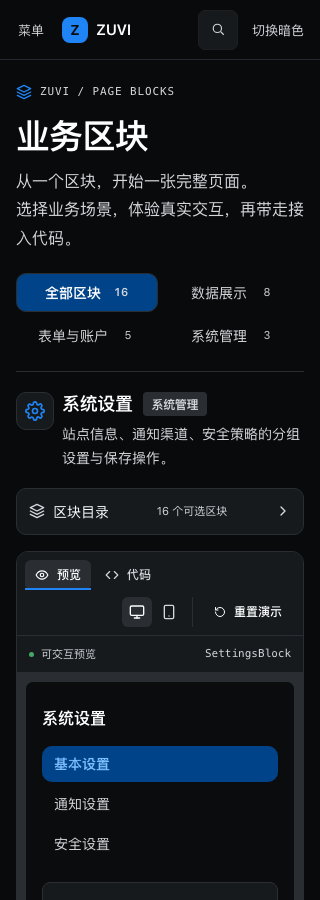 菜单
Z
ZUVI
切换暗色
ZUVI / PAGE BLOCKS
业务区块
从一个区块，开始一张完整页面。
选择业务场景，体验真实交互，再带走接
入代码。
全部区块 16
数据展示 8
表单与账户 5
系统管理 3
系统设置
系统管理
站点信息、通知渠道、安全策略的分组
设置与保存操作。
区块目录
16 个可选区块
预览
代码
重置演示
可交互预览
SettingsBlock
系统设置
基本设置
通知设置
安全设置